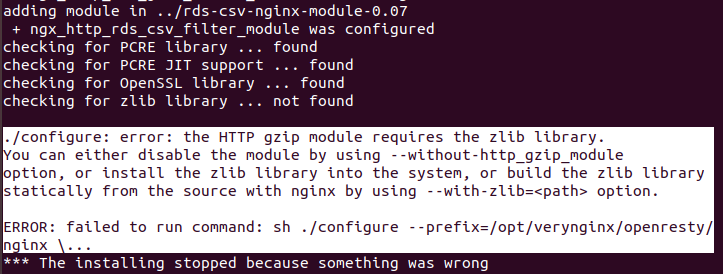 adding module in ../rds-csv-nginx-module-0.07
+ ngx_http_rds_csv_filter_module was configured
checking for PCRE library ... found
checking for PCRE JIT support ... found
checking for OpenSSL library ... found
checking for zlib library ... not found
./configure: error: the HTTP gzip module requires the zlib library.
You can either disable the module by using --without-http_gzip_module
option, or install the zlib library into the system, or build the zlib library
statically from the source with nginx by using --with-zlib=<path> option.
ERROR: failed to run command: sh ./configure --prefix=/opt/verynginx/openresty/
nginx \...
*** The installing stopped because something was wrong